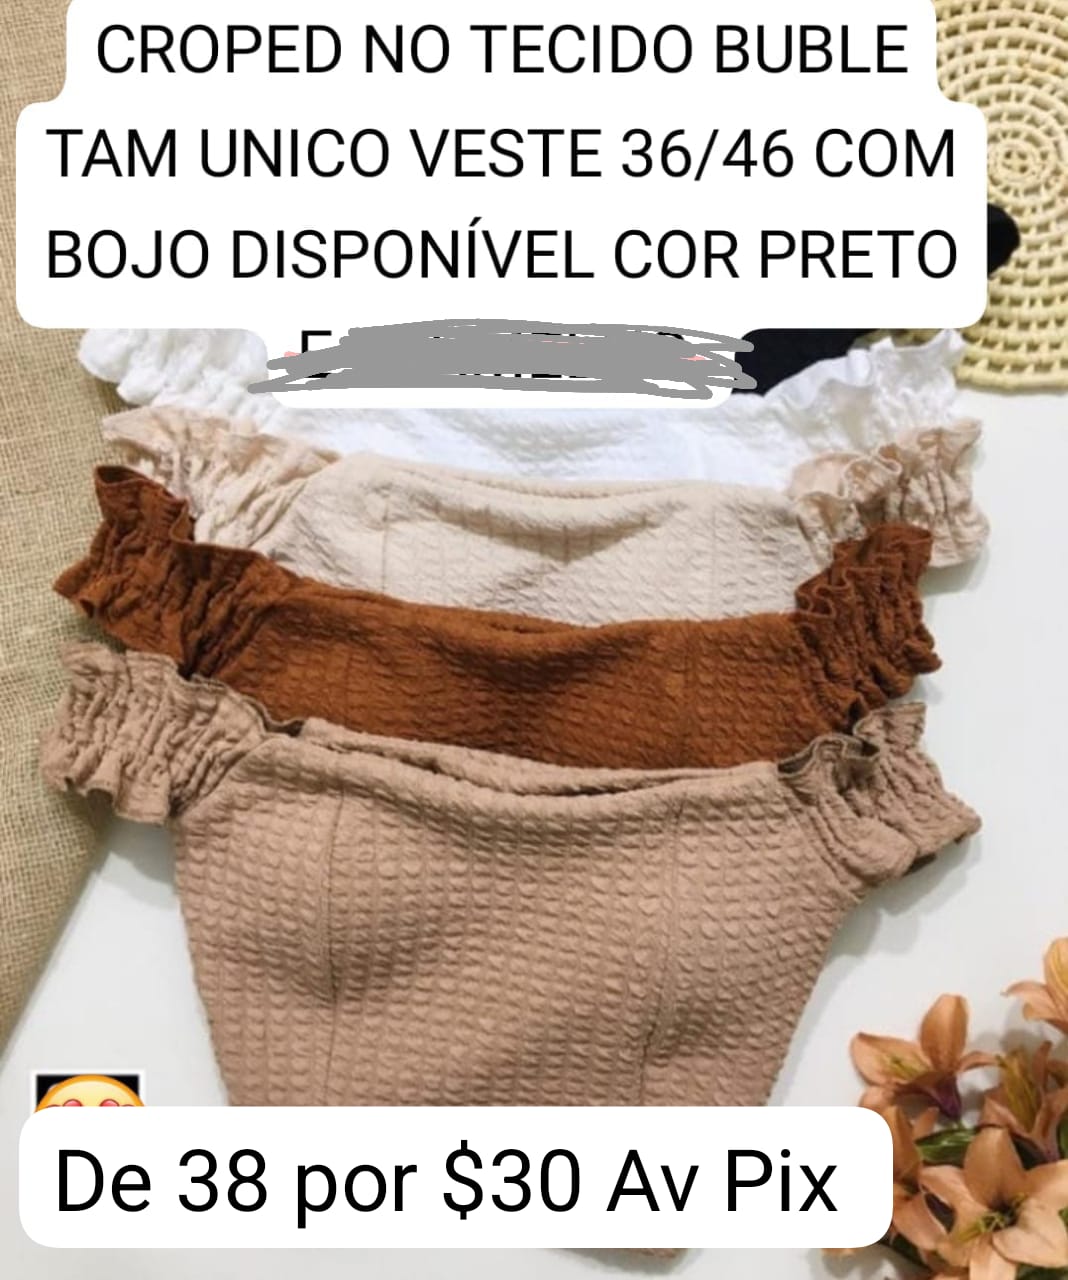 CROPED NO TECIDO BUBLE
TAM UNICO VESTE 36/46 COM
BOJO DISPONÍVEL COR PRETO
De 38 por $30 Av Pix